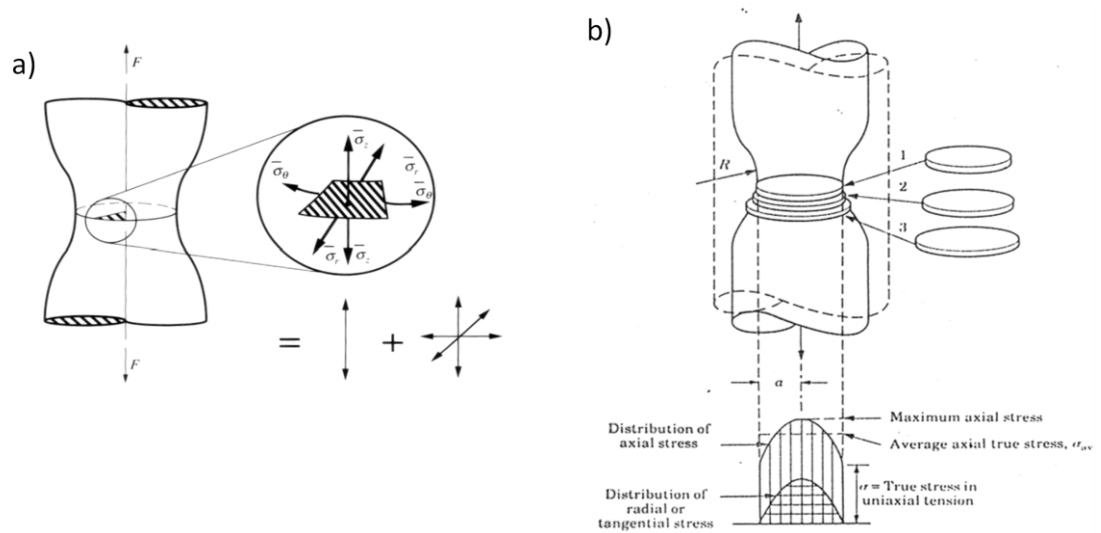 a)
F
σ̅z
σ̅r
σ̅θ
σ̅θ
σ̅r
σ̅z
=
+
F
b)
R
1
2
3
a
Distribution of
axial stress
Maximum axial stress
Average axial true stress, σav
Distribution of
radial or
tangential stress
σ = True stress in
uniaxial tension